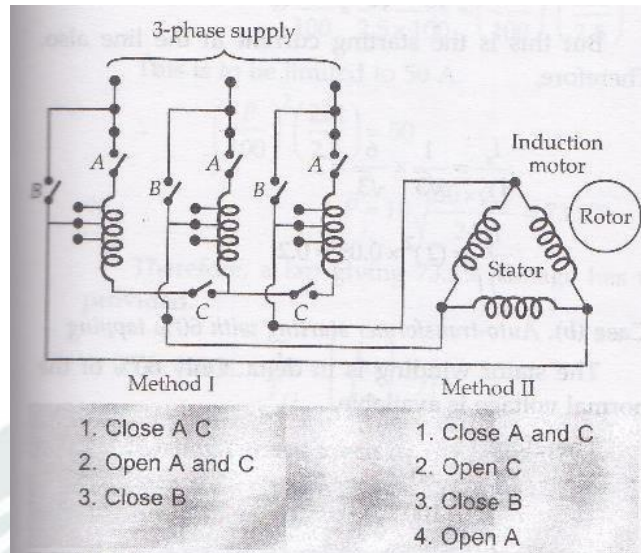 3-phase supply
A
A
A
B
B
B
C
C
Induction
motor
Rotor
Stator
Method I
Method II
1. Close A C
2. Open A and C
3. Close B
1. Close A and C
2. Open C
3. Close B
4. Open A